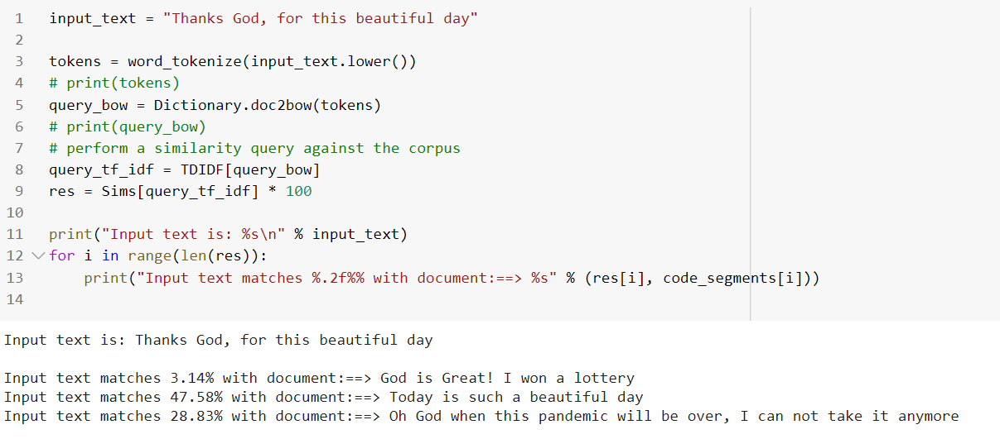 1 input_text = "Thanks God, for this beautiful day"
2
3 tokens = word_tokenize(input_text.lower())
4 # print(tokens)
5 query_bow = Dictionary.doc2bow(tokens)
6 # print(query_bow)
7 # perform a similarity query against the corpus
8 query_tf_idf = TDIDF[query_bow]
9 res = Sims[query_tf_idf] * 100
10
11 print("Input text is: %s\n" % input_text)
12 for i in range(len(res)):
13     print("Input text matches %.2f%% with document:==> %s" % (res[i], code_segments[i]))
14
Input text is: Thanks God, for this beautiful day
Input text matches 3.14% with document:==> God is Great! I won a lottery
Input text matches 47.58% with document:==> Today is such a beautiful day
Input text matches 28.83% with document:==> Oh God when this pandemic will be over, I can not take it anymore